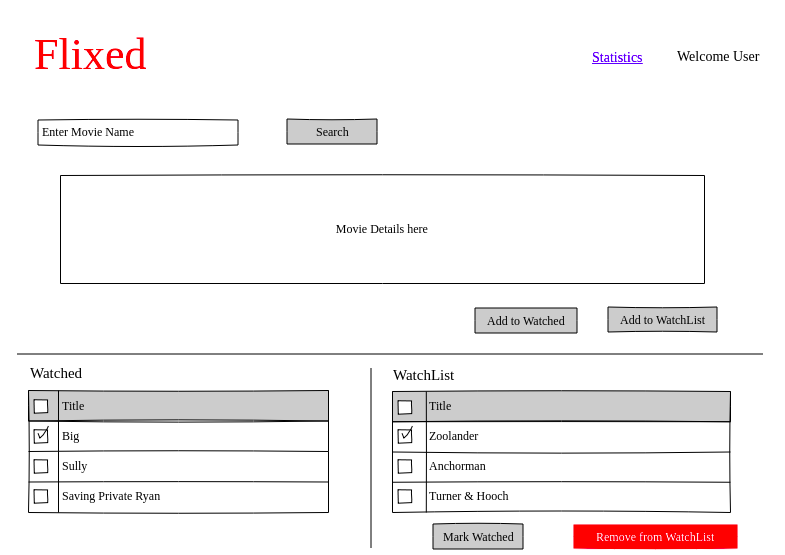 Flixed
Statistics
Welcome User
Enter Movie Name
Search
Movie Details here
Add to Watched
Add to WatchList
Watched
Title
Big
Sully
Saving Private Ryan
WatchList
Title
Zoolander
Anchorman
Turner & Hooch
Mark Watched
Remove from WatchList